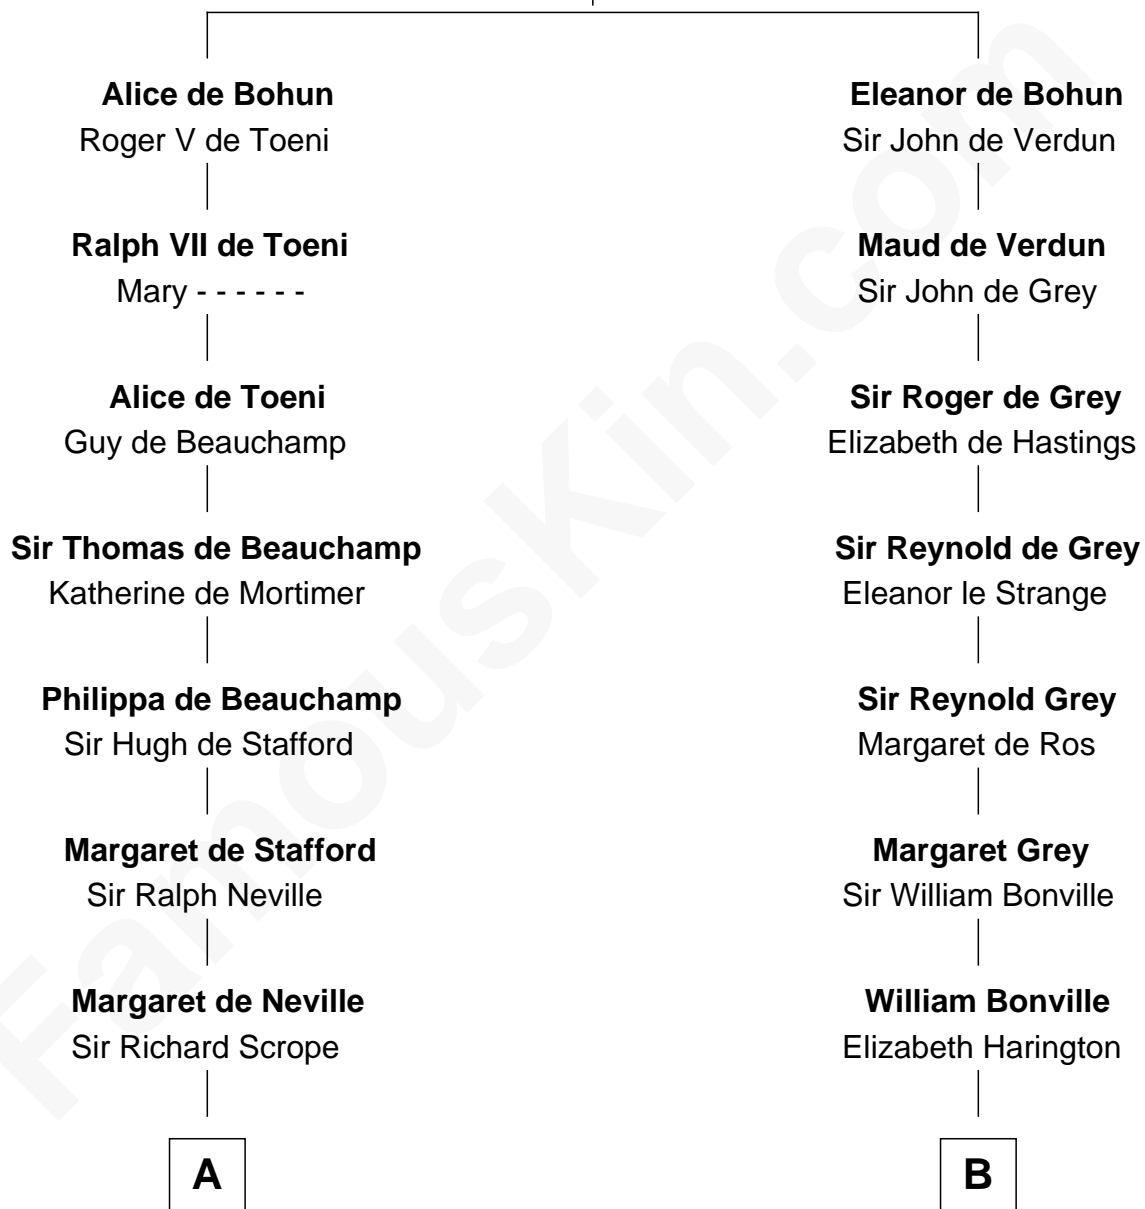 Alice de Bohun
Roger V de Toeni
Ralph VII de Toeni
Mary - - - - - -
Alice de Toeni
Guy de Beauchamp
Sir Thomas de Beauchamp
Katherine de Mortimer
Philippa de Beauchamp
Sir Hugh de Stafford
Margaret de Stafford
Sir Ralph Neville
Margaret de Neville
Sir Richard Scrope
A
Eleanor de Bohun
Sir John de Verdun
Maud de Verdun
Sir John de Grey
Sir Roger de Grey
Elizabeth de Hastings
Sir Reynold de Grey
Eleanor le Strange
Sir Reynold Grey
Margaret de Ros
Margaret Grey
Sir William Bonville
William Bonville
Elizabeth Harington
B
FamousKin.com